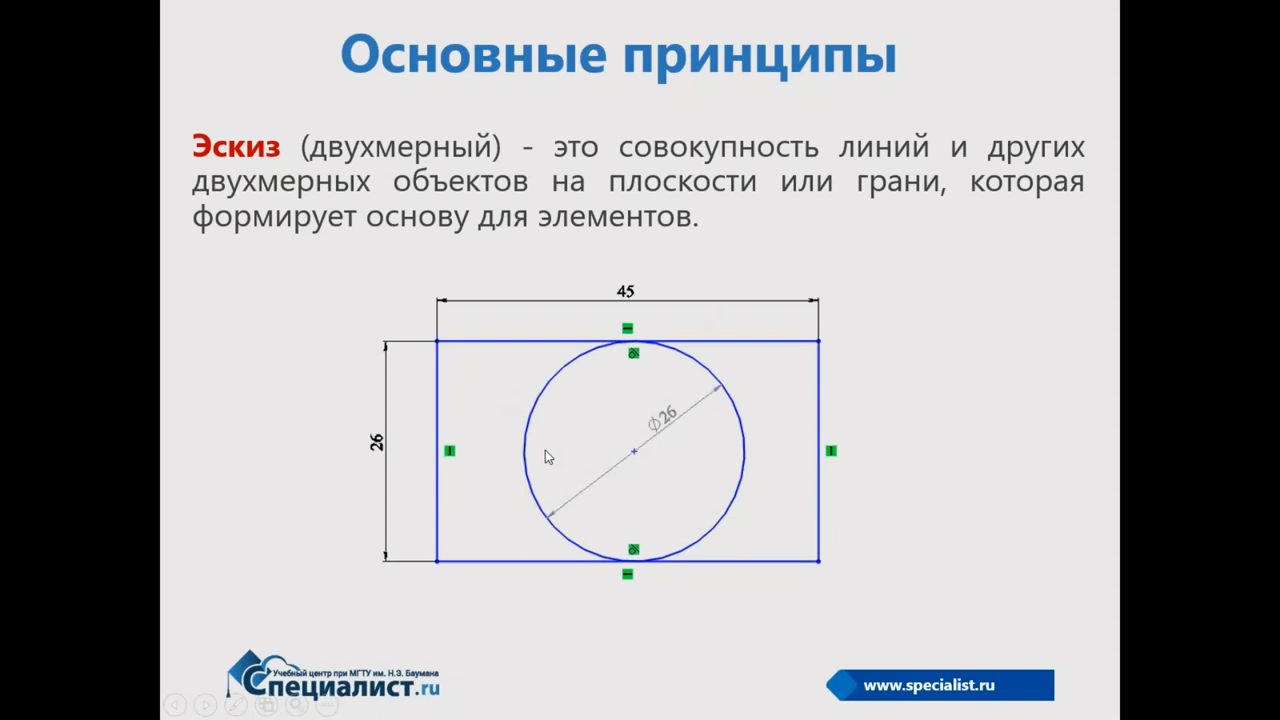 Основные принципы
Эскиз (двухмерный) - это совокупность линий и других
двухмерных объектов на плоскости или грани, которая
формирует основу для элементов.
45
26
⌀26
Учебный центр при МГТУ им. Н.Э. Баумана
Специалист.ru
www.specialist.ru